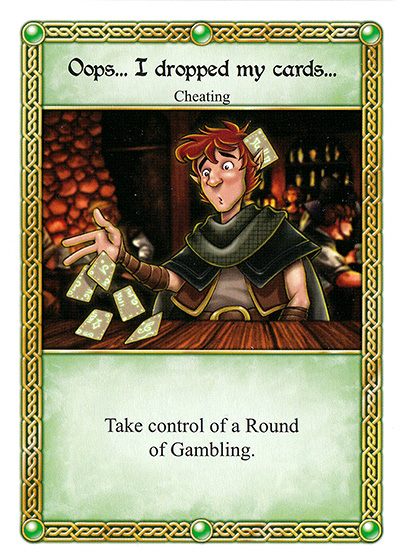 Oops... I dropped my cards...
Cheating
Take control of a Round
of Gambling.